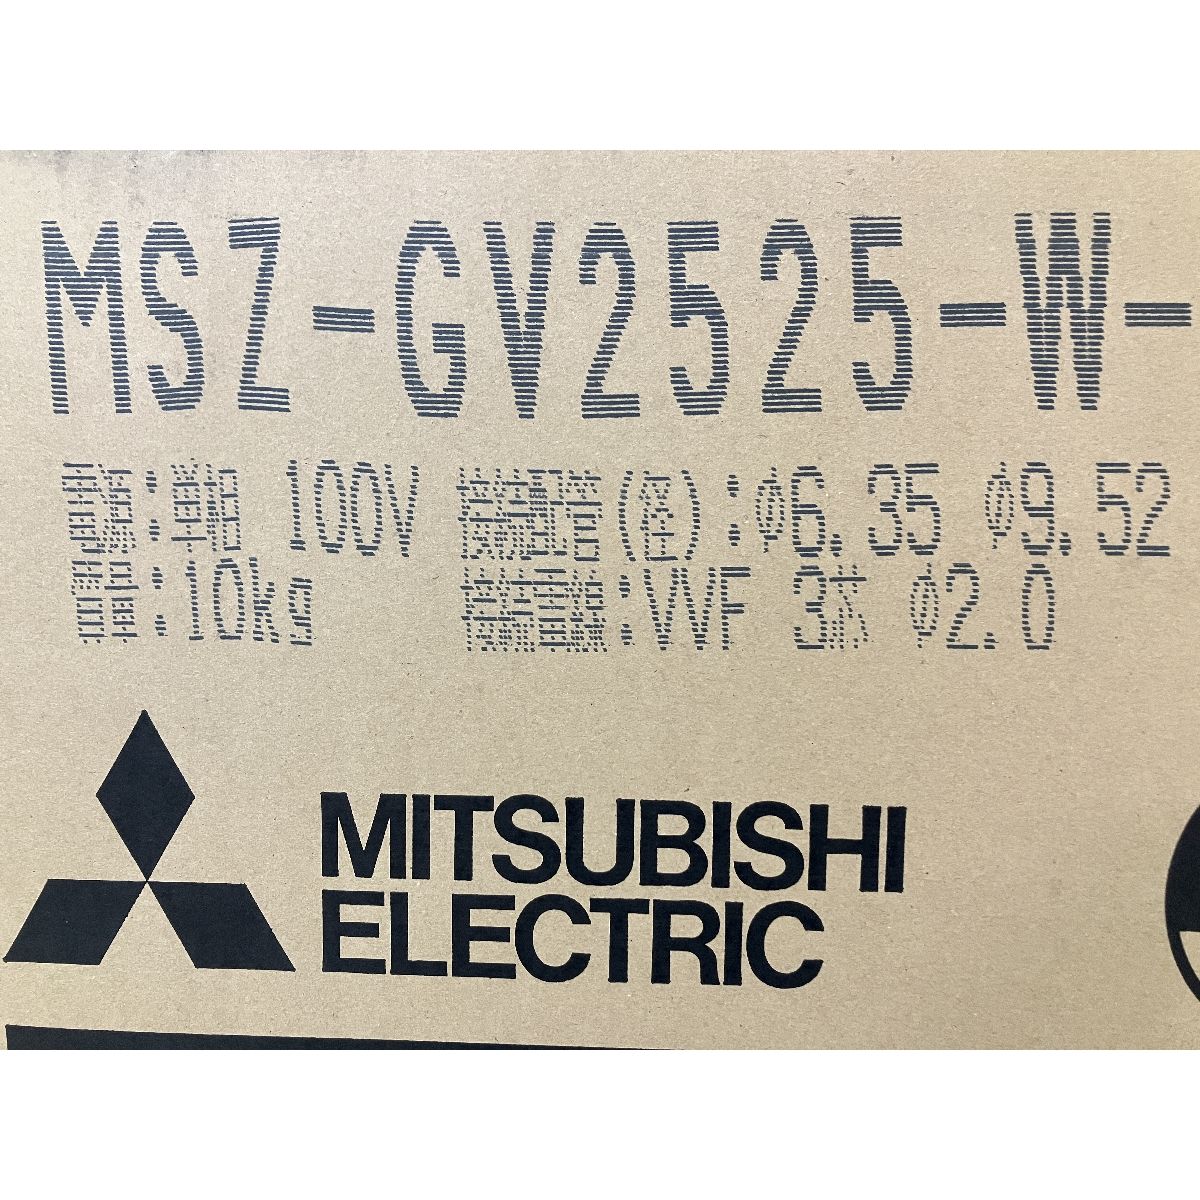 MSZ-GV2525-W-
電源:単相 100V 接続配管(径):φ6.35 φ9.52
質量:10kg 接続電線:VVF 3芯 φ2.0
MITSUBISHI
ELECTRIC